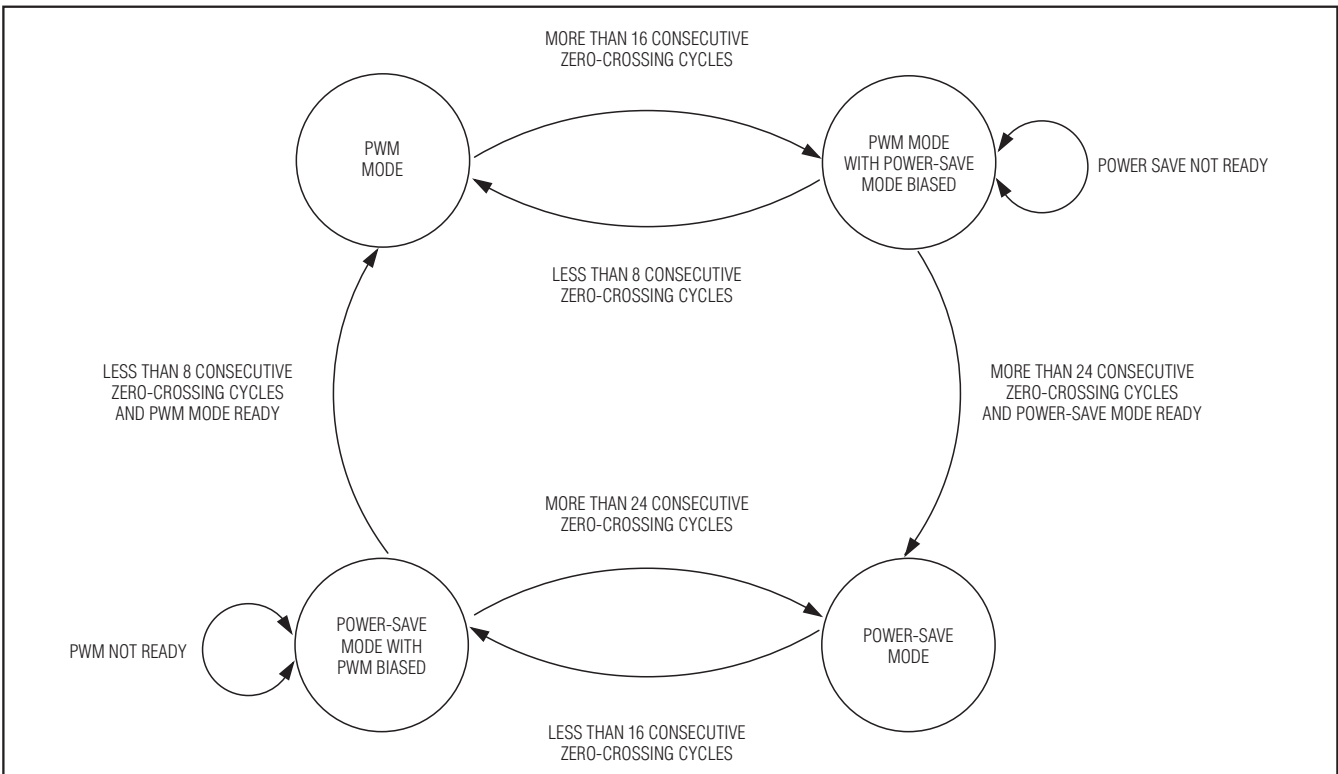 MORE THAN 16 CONSECUTIVE
ZERO-CROSSING CYCLES
PWM
MODE
PWM MODE
WITH POWER-SAVE
MODE BIASED
POWER SAVE NOT READY
LESS THAN 8 CONSECUTIVE
ZERO-CROSSING CYCLES
LESS THAN 8 CONSECUTIVE
ZERO-CROSSING CYCLES
AND PWM MODE READY
MORE THAN 24 CONSECUTIVE
ZERO-CROSSING CYCLES
AND POWER-SAVE MODE READY
MORE THAN 24 CONSECUTIVE
ZERO-CROSSING CYCLES
PWM NOT READY
POWER-SAVE
MODE WITH
PWM BIASED
POWER-SAVE
MODE
LESS THAN 16 CONSECUTIVE
ZERO-CROSSING CYCLES